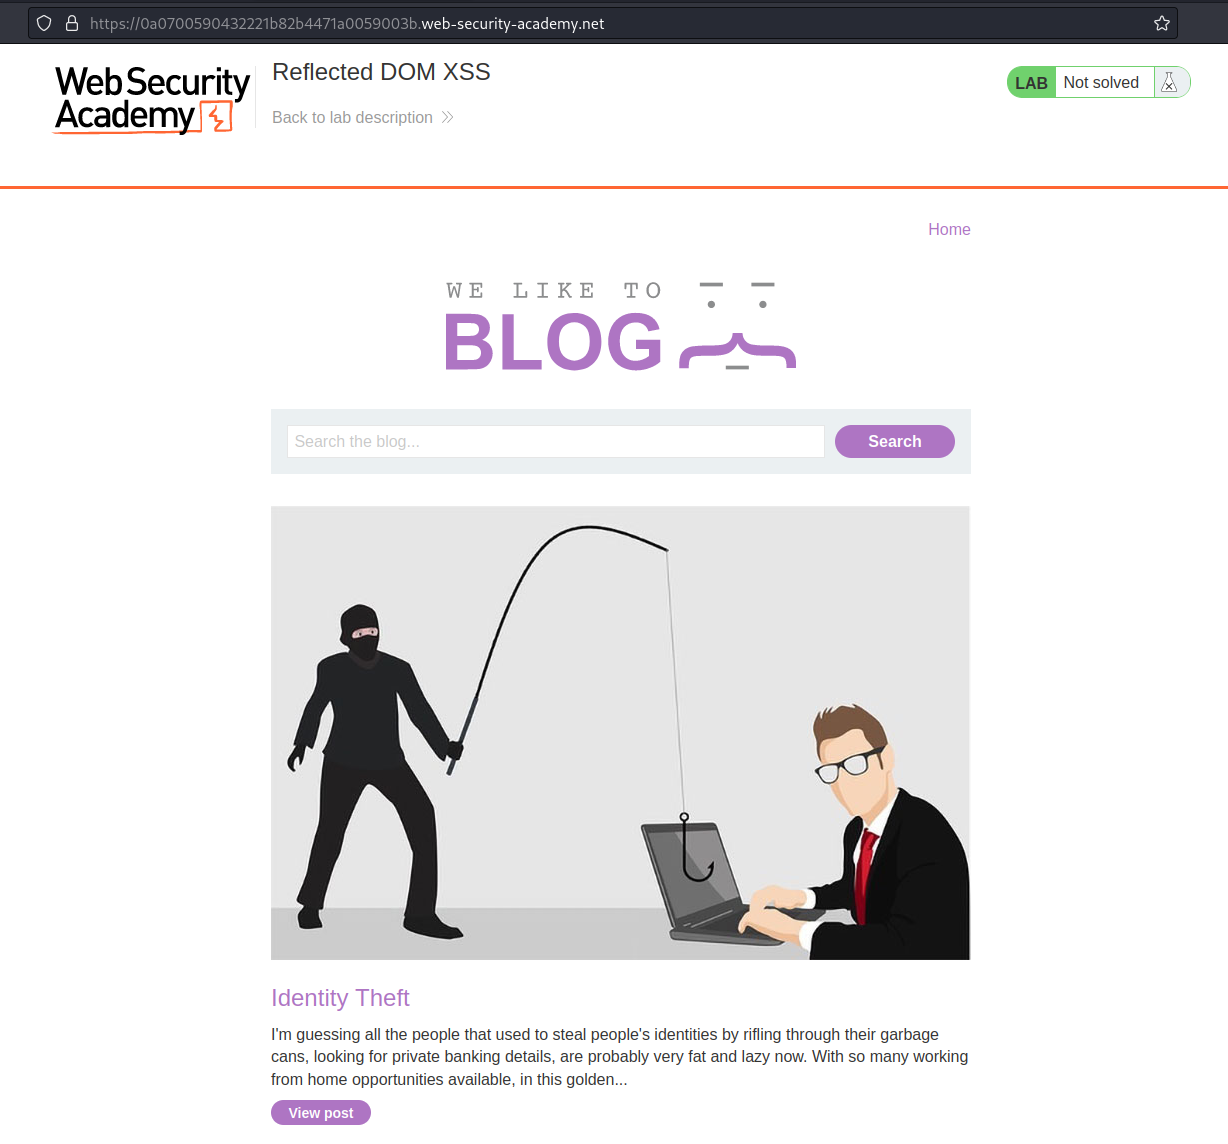 https://0a0700590432221b82b4471a0059003b.web-security-academy.net
Web Security
Academy
Reflected DOM XSS
Back to lab description
LAB Not solved
Home
WE LIKE TO
BLOG
Search the blog...
Search
Identity Theft
I'm guessing all the people that used to steal people's identities by rifling through their garbage
cans, looking for private banking details, are probably very fat and lazy now. With so many working
from home opportunities available, in this golden...
View post